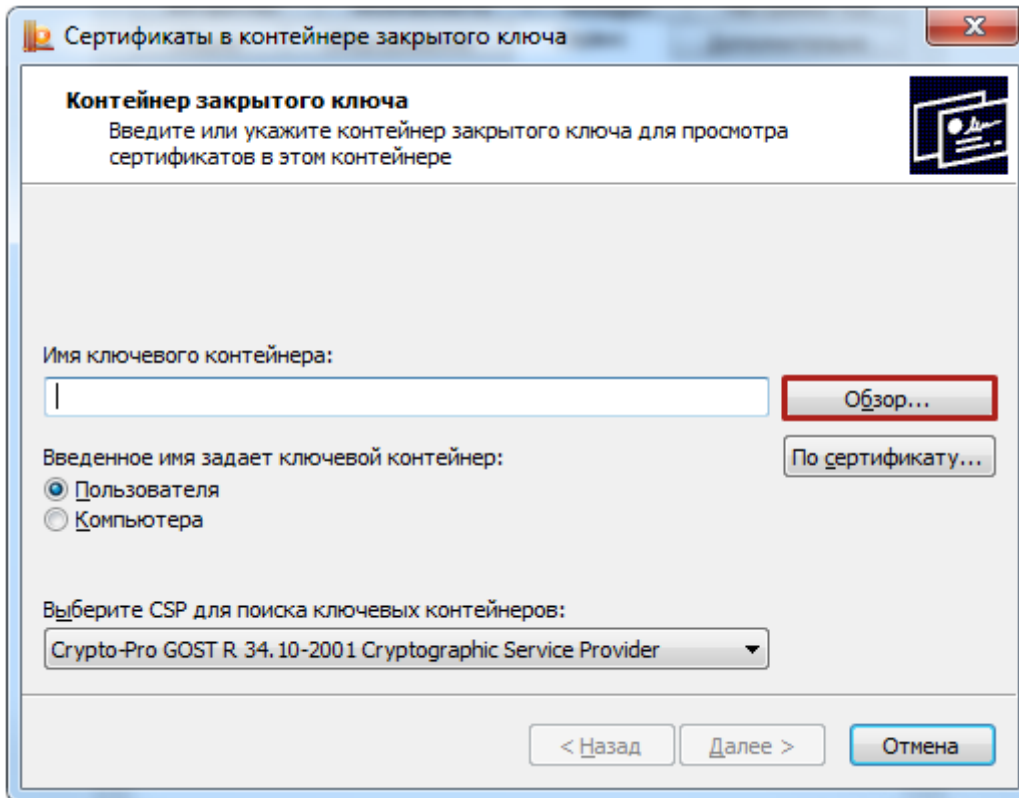 Сертификаты в контейнере закрытого ключа
Контейнер закрытого ключа
Введите или укажите контейнер закрытого ключа для просмотра
сертификатов в этом контейнере
Имя ключевого контейнера:
Обзор...
Введенное имя задает ключевой контейнер:
По сертификату...
Пользователя
Компьютера
Выберите CSP для поиска ключевых контейнеров:
Crypto-Pro GOST R 34.10-2001 Cryptographic Service Provider
< Назад
Далее >
Отмена